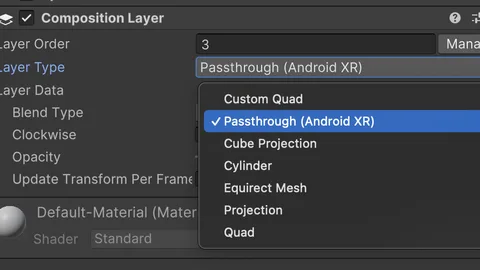 Composition Layer
Layer Order 3 Mana
Layer Type Passthrough (Android XR)
Layer Data
Custom Quad
Blend Type
✓ Passthrough (Android XR)
Clockwise
Cube Projection
Opacity
Cylinder
Update Transform Per Frame
Equirect Mesh
Default-Material (Mater
Projection
Shader Standard
Quad